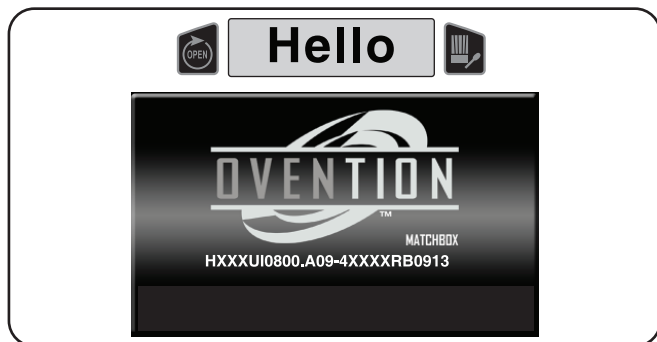 OPEN
Hello
OVENTION
™
MATCHBOX
HXXXUI0800.A09-4XXXXRB0913